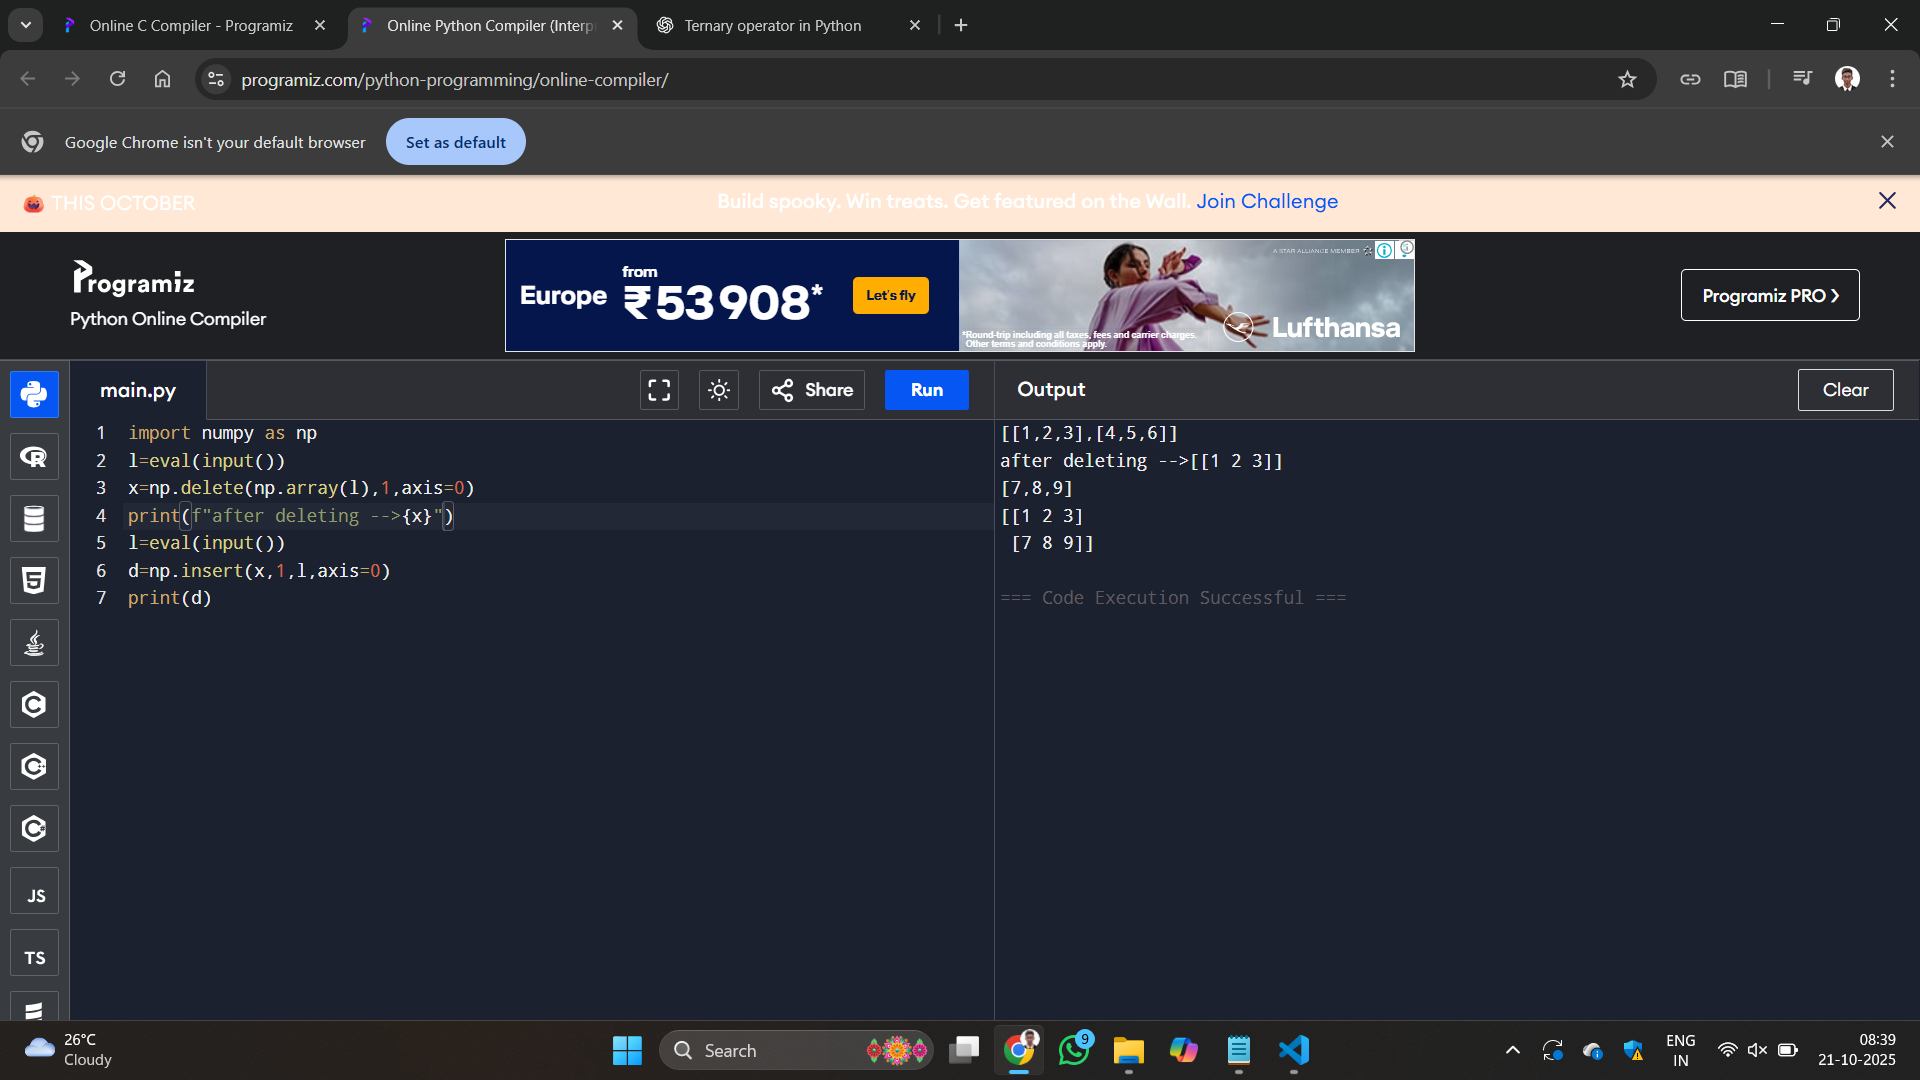 Online C Compiler - Programiz
Online Python Compiler (Interp
Ternary operator in Python
programiz.com/python-programming/online-compiler/
Google Chrome isn't your default browser
Set as default
THIS OCTOBER
Build spooky. Win treats. Get featured on the Wall. Join Challenge
Programiz
Python Online Compiler
Europe
from
₹53 908*
Let's fly
A STAR ALLIANCE MEMBER
Lufthansa
*Round-trip including all taxes, fees and carrier charges.
Other terms and conditions apply.
Programiz PRO ❯
main.py
Share
Run
Output
Clear
1 import numpy as np
2 l=eval(input())
3 x=np.delete(np.array(l),1,axis=0)
4 print(f"after deleting -->{x}")
5 l=eval(input())
6 d=np.insert(x,1,l,axis=0)
7 print(d)
[[1,2,3],[4,5,6]]
after deleting -->[[1 2 3]]
[7,8,9]
[[1 2 3]
 [7 8 9]]
=== Code Execution Successful ===
R
5
C
C
C
JS
TS
26°C
Cloudy
Search
9
ENG
IN
08:39
21-10-2025